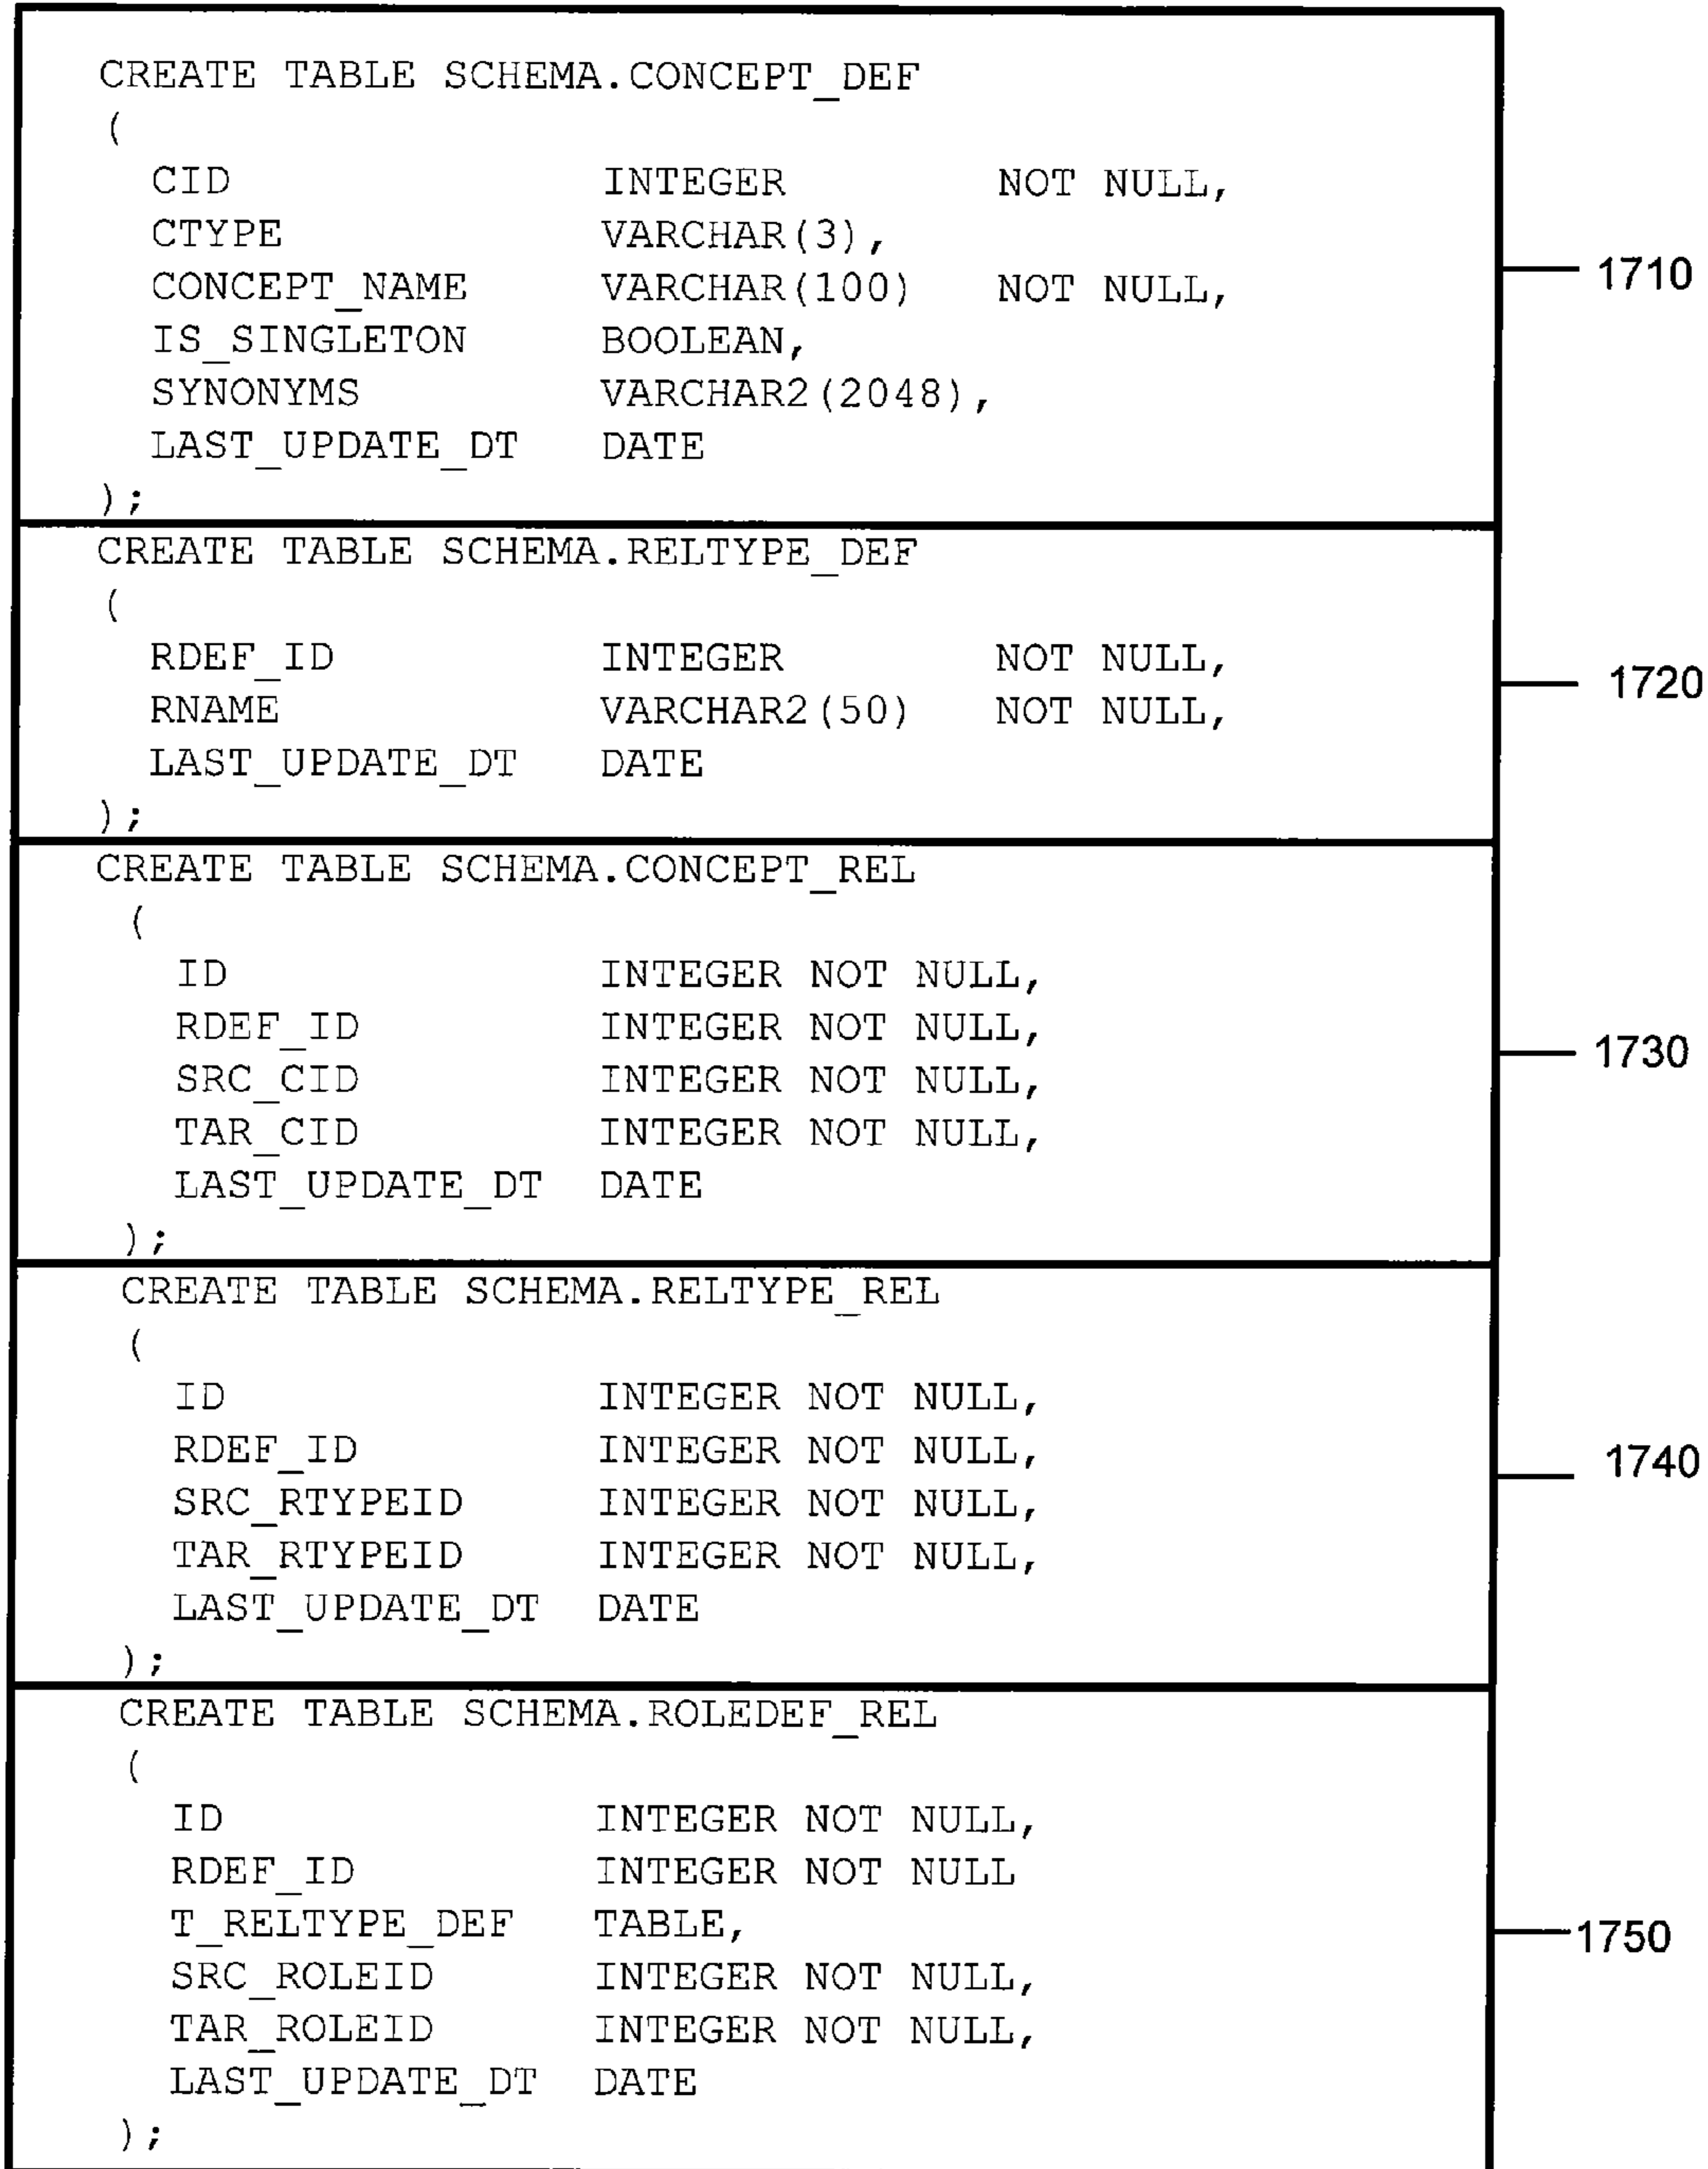 CREATE TABLE SCHEMA.CONCEPT_DEF
(
CID INTEGER NOT NULL,
CTYPE VARCHAR(3),
CONCEPT_NAME VARCHAR(100) NOT NULL,
1710
IS_SINGLETON BOOLEAN,
SYNONYMS VARCHAR2(2048),
LAST_UPDATE_DT DATE
);
CREATE TABLE SCHEMA.RELTYPE_DEF
(
RDEF_ID INTEGER NOT NULL,
1720
RNAME VARCHAR2(50) NOT NULL,
LAST_UPDATE_DT DATE
);
CREATE TABLE SCHEMA.CONCEPT_REL
(
ID INTEGER NOT NULL,
RDEF_ID INTEGER NOT NULL,
1730
SRC_CID INTEGER NOT NULL,
TAR_CID INTEGER NOT NULL,
LAST_UPDATE_DT DATE
);
CREATE TABLE SCHEMA.RELTYPE_REL
(
ID INTEGER NOT NULL,
RDEF_ID INTEGER NOT NULL,
1740
SRC_RTYPEID INTEGER NOT NULL,
TAR_RTYPEID INTEGER NOT NULL,
LAST_UPDATE_DT DATE
);
CREATE TABLE SCHEMA.ROLEDEF_REL
(
ID INTEGER NOT NULL,
RDEF_ID INTEGER NOT NULL
T_RELTYPE_DEF TABLE,
1750
SRC_ROLEID INTEGER NOT NULL,
TAR_ROLEID INTEGER NOT NULL,
LAST_UPDATE_DT DATE
);